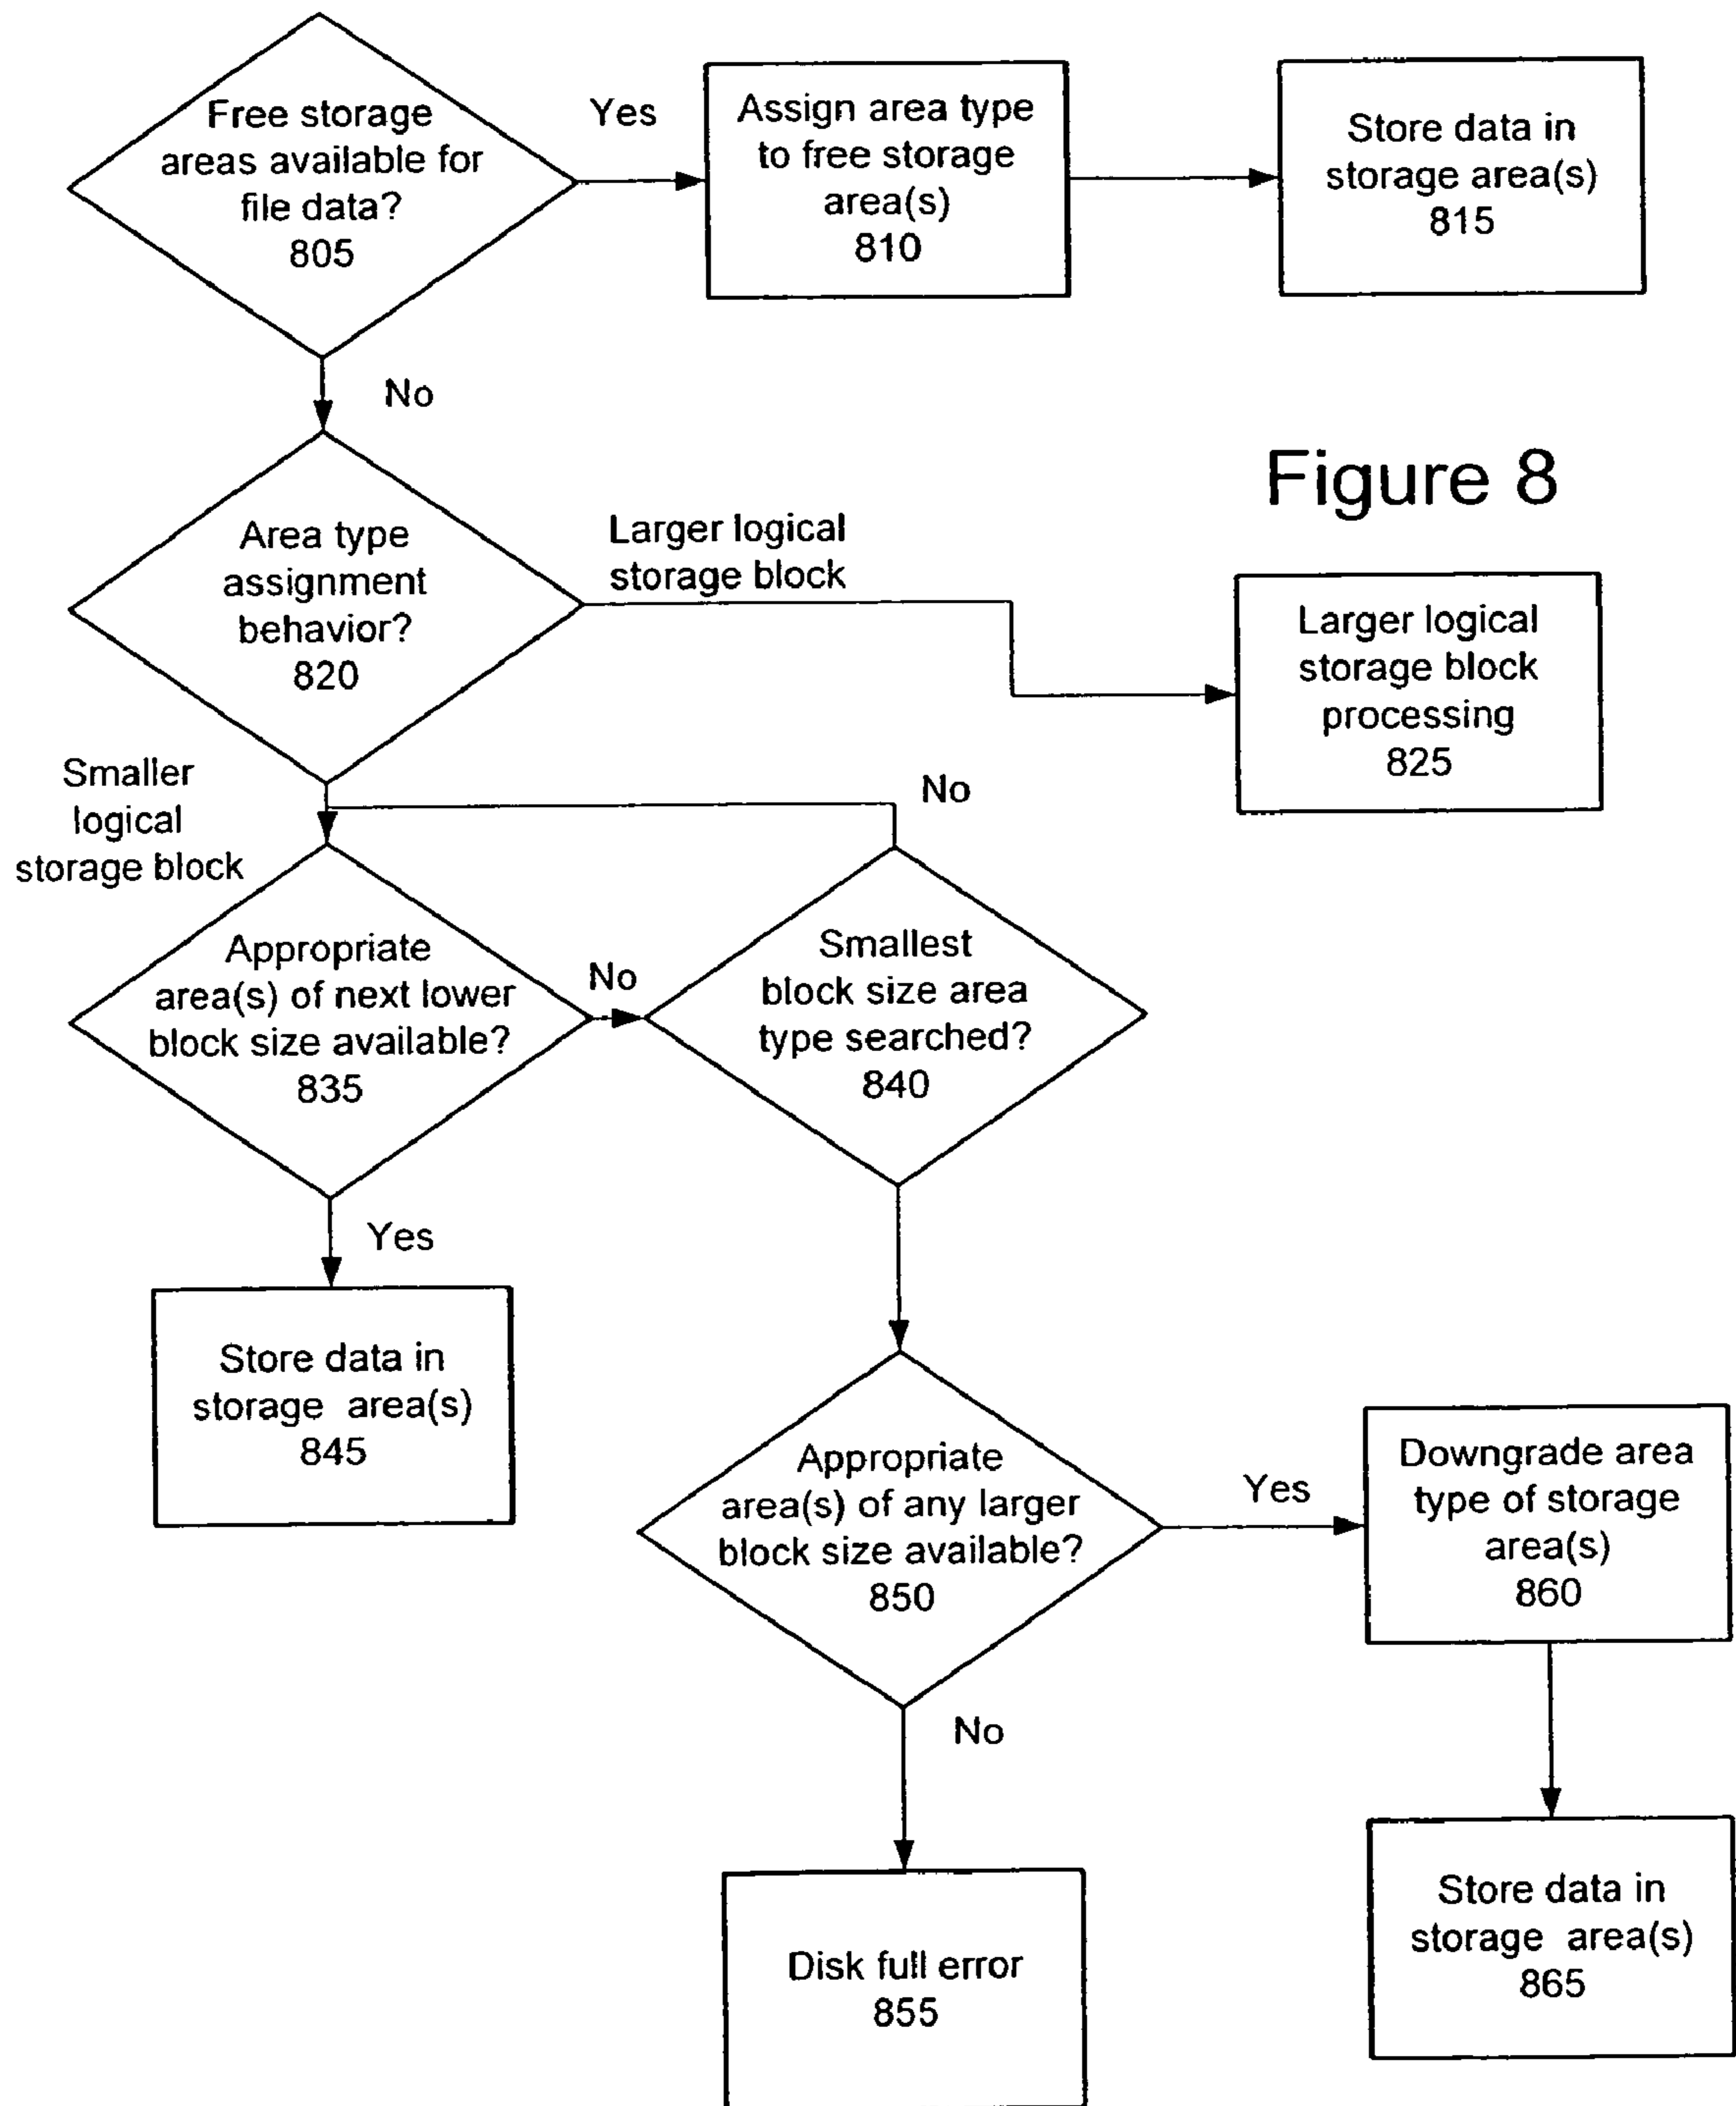 Free storage
areas available for
file data?
805
Yes
Assign area type
to free storage
area(s)
810
Store data in
storage area(s)
815
No
Figure 8
Area type
assignment
behavior?
820
Larger logical
storage block
Larger logical
storage block
processing
825
Smaller
logical
storage block
No
Appropriate
area(s) of next lower
block size available?
835
No
Smallest
block size area
type searched?
840
Yes
Store data in
storage area(s)
845
Appropriate
area(s) of any larger
block size available?
850
Yes
Downgrade area
type of storage
area(s)
860
No
Disk full error
855
Store data in
storage area(s)
865